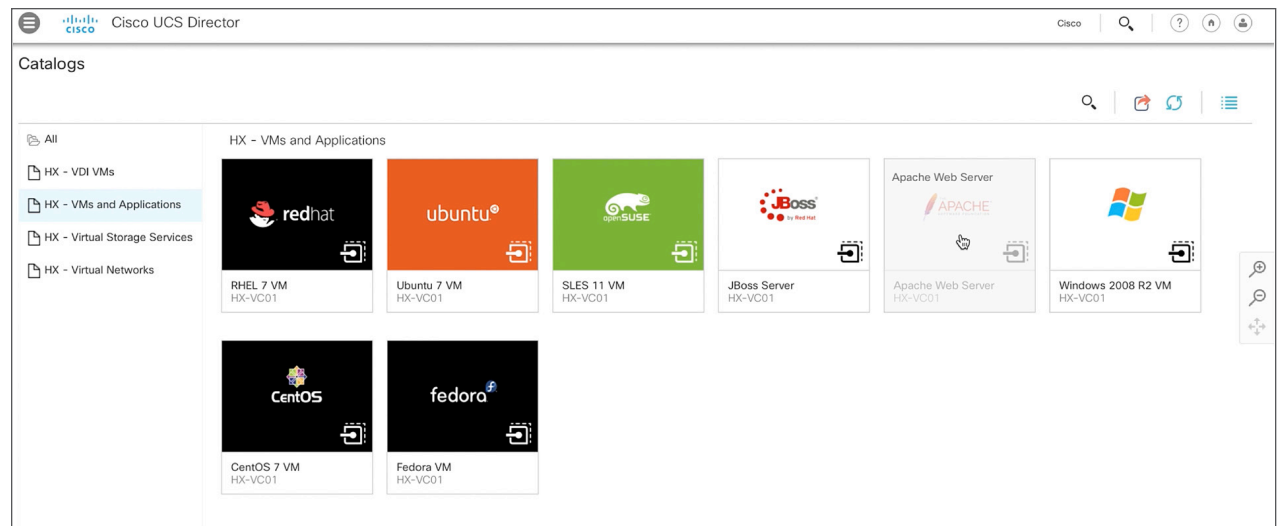 cisco
Cisco UCS Director
Cisco
?
Catalogs
All
HX - VDI VMs
HX - VMs and Applications
HX - Virtual Storage Services
HX - Virtual Networks
HX - VMs and Applications
redhat
RHEL 7 VM
HX-VC01
ubuntu®
Ubuntu 7 VM
HX-VC01
openSUSE
SLES 11 VM
HX-VC01
JBoss
by Red Hat
JBoss Server
HX-VC01
Apache Web Server
APACHE
Apache Web Server
HX-VC01
Windows 2008 R2 VM
HX-VC01
CentOS
CentOS 7 VM
HX-VC01
fedora
Fedora VM
HX-VC01